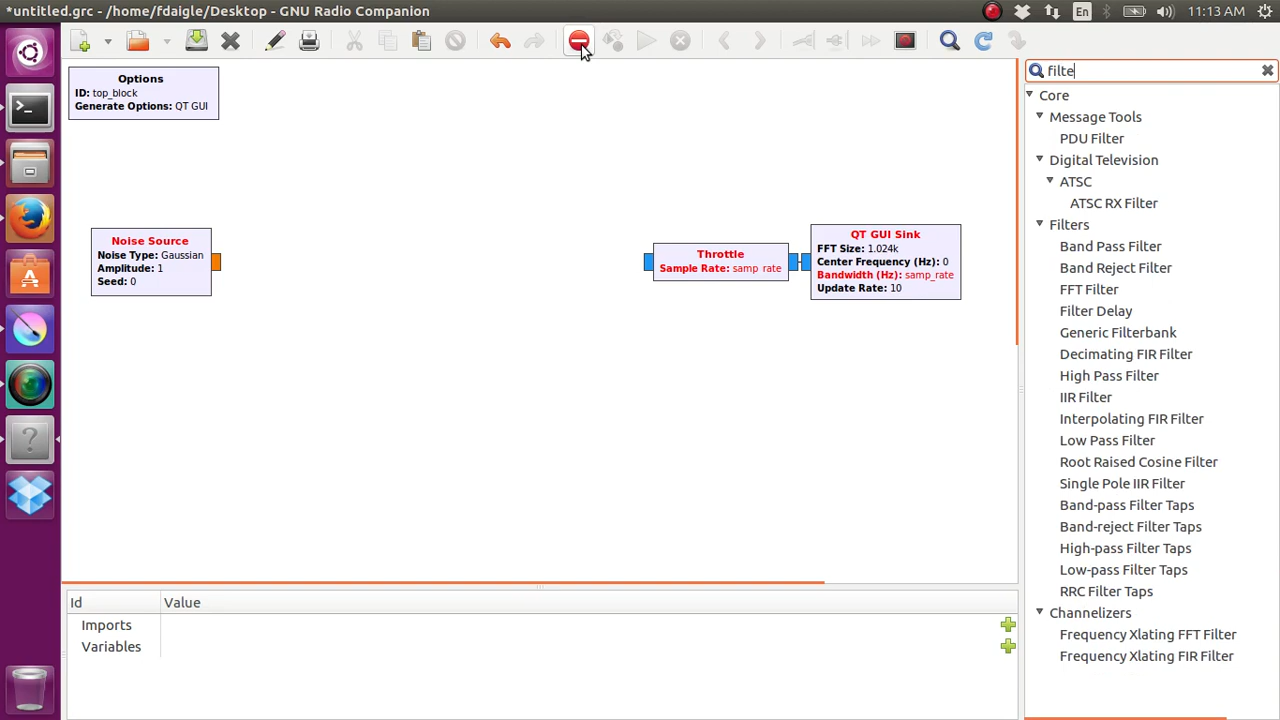 *untitled.grc - /home/fdaigle/Desktop - GNU Radio Companion
En
11:13 AM
Options
ID: top_block
Generate Options: QT GUI
Noise Source
Noise Type: Gaussian
Amplitude: 1
Seed: 0
Throttle
Sample Rate: samp_rate
QT GUI Sink
FFT Size: 1.024k
Center Frequency (Hz): 0
Bandwidth (Hz): samp_rate
Update Rate: 10
filte
Core
Message Tools
PDU Filter
Digital Television
ATSC
ATSC RX Filter
Filters
Band Pass Filter
Band Reject Filter
FFT Filter
Filter Delay
Generic Filterbank
Decimating FIR Filter
High Pass Filter
IIR Filter
Interpolating FIR Filter
Low Pass Filter
Root Raised Cosine Filter
Single Pole IIR Filter
Band-pass Filter Taps
Band-reject Filter Taps
High-pass Filter Taps
Low-pass Filter Taps
RRC Filter Taps
Channelizers
Frequency Xlating FFT Filter
Frequency Xlating FIR Filter
Id Value
Imports
Variables